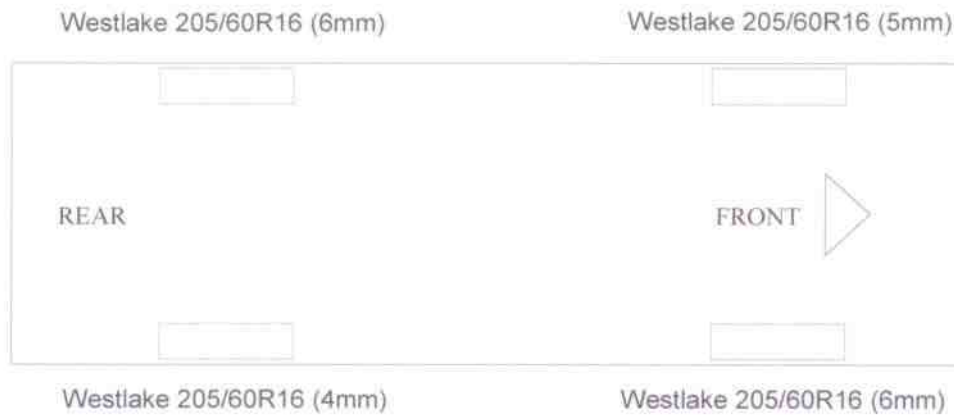 Westlake 205/60R16 (6mm)
Westlake 205/60R16 (5mm)
REAR
FRONT
Westlake 205/60R16 (4mm)
Westlake 205/60R16 (6mm)